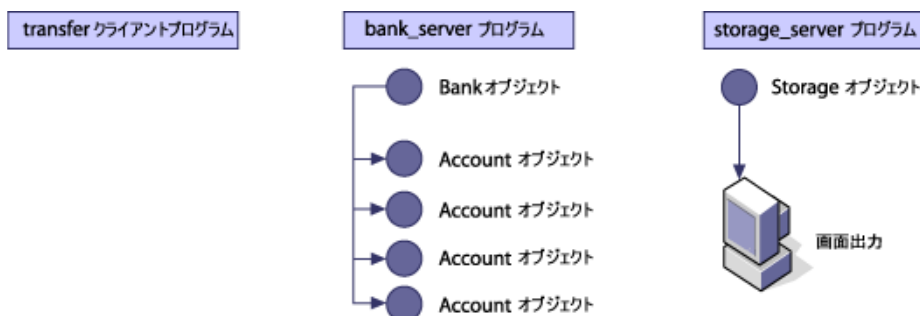 transfer クライアントプログラム
bank_server プログラム
storage_server プログラム
Bank オブジェクト
Storage オブジェクト
Account オブジェクト
Account オブジェクト
画面出力
Account オブジェクト
Account オブジェクト